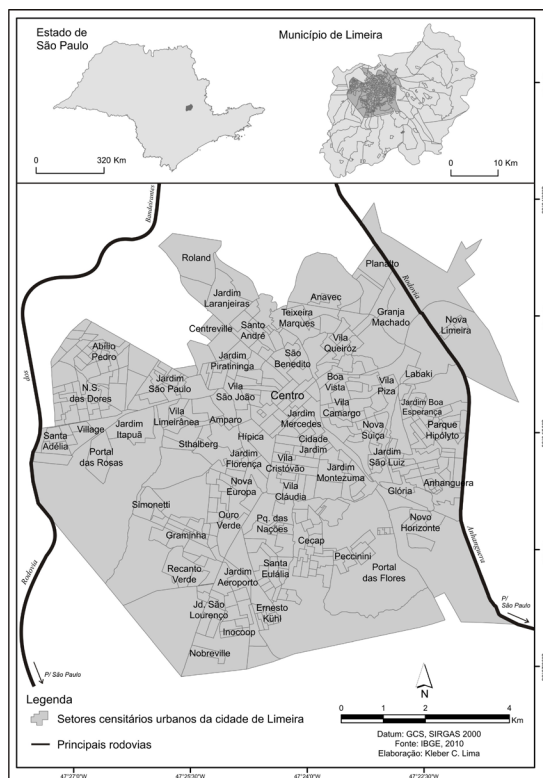 Estado de
São Paulo
Município de Limeira
0 320 Km
0 10 Km
Bandeirantes
dos
Rodovia
Rodovia
Anhanguera
Roland
Planalto
Jardim
Laranjeiras
Anavec
Teixeira
Marques
Granja
Machado
Nova
Limeira
Centreville
Santo
André
Vila
Queiróz
Abílio
Pedro
São
Benedito
Jardim
Piratininga
Labaki
Jardim
São Paulo
Boa
Vista
Vila
Piza
N.S.
das Dores
Vila
São João
Centro
Vila
Camargo
Jardim Boa
Esperança
Vila
Limeirânea
Amparo
Jardim
Mercedes
Parque
Hipólyto
Village
Jardim
Itapuã
Nova
Suiça
Santa
Adélia
Sthalberg
Hípica
Cidade
Jardim
Portal
das Rosas
Jardim
Florença
Vila
Cristóvão
Jardim
São Luiz
Jardim
Montezuma
Nova
Europa
Vila
Cláudia
Glória
Anhanguera
Simonetti
Ouro
Verde
Pq. das
Nações
Novo
Horizonte
Graminha
Cecap
Peccinini
Recanto
Verde
Jardim
Aeroporto
Santa
Eulália
Portal
das Flores
Jd. São
Lourenço
Ernesto
Kühl
Inocoop
Nobreville
P/
São Paulo
P/ São Paulo
Legenda
Setores censitários urbanos da cidade de Limeira
Principais rodovias
N
0 1 2 4
Km
Datum: GCS, SIRGAS 2000
Fonte: IBGE, 2010
Elaboração: Kleber C. Lima
47°27'0"W 47°25'30"W 47°24'0"W 47°22'30"W